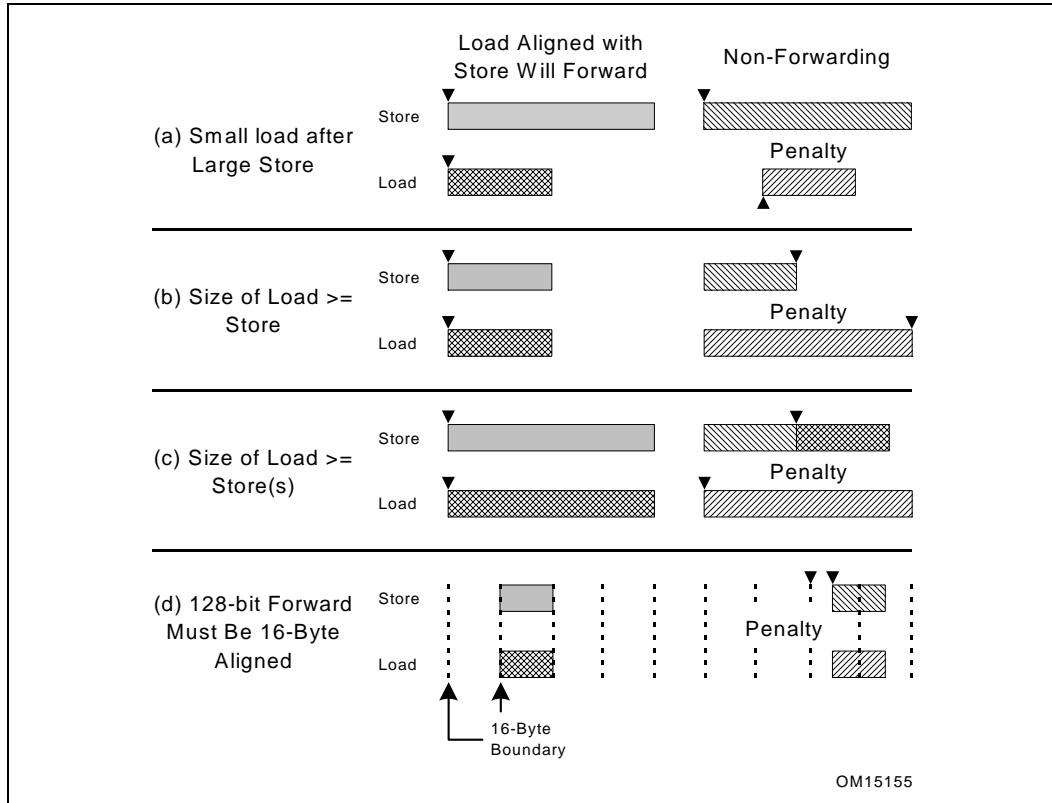 Load Aligned with
Store Will Forward
Non-Forwarding
(a) Small load after
Large Store
Store
Penalty
Load
(b) Size of Load >=
Store
Store
Penalty
Load
(c) Size of Load >=
Store(s)
Store
Penalty
Load
(d) 128-bit Forward
Must Be 16-Byte
Aligned
Store
Penalty
Load
16-Byte
Boundary
OM15155